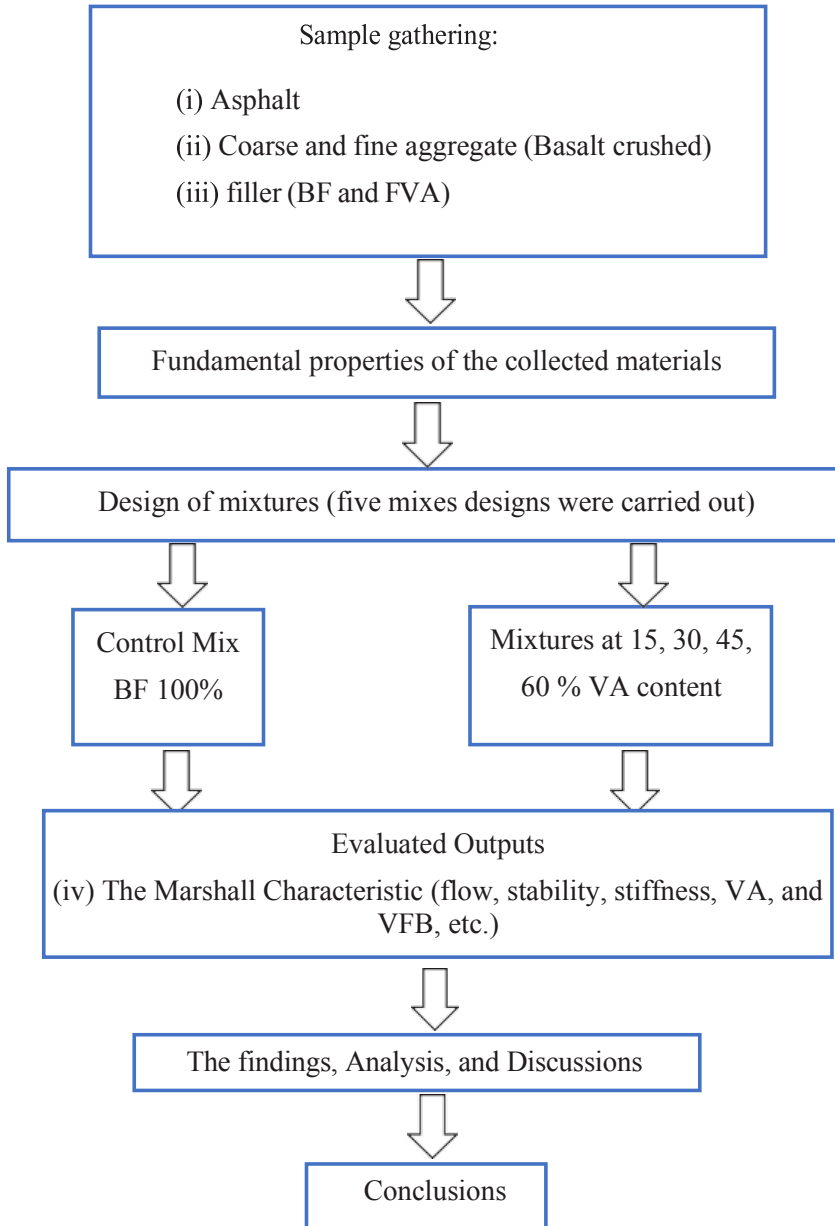 Sample gathering:
(i) Asphalt
(ii) Coarse and fine aggregate (Basalt crushed)
(iii) filler (BF and FVA)
Fundamental properties of the collected materials
Design of mixtures (five mixes designs were carried out)
Control Mix
BF 100%
Mixtures at 15, 30, 45,
60 % VA content
Evaluated Outputs
(iv) The Marshall Characteristic (flow, stability, stiffness, VA, and
VFB, etc.)
The findings, Analysis, and Discussions
Conclusions